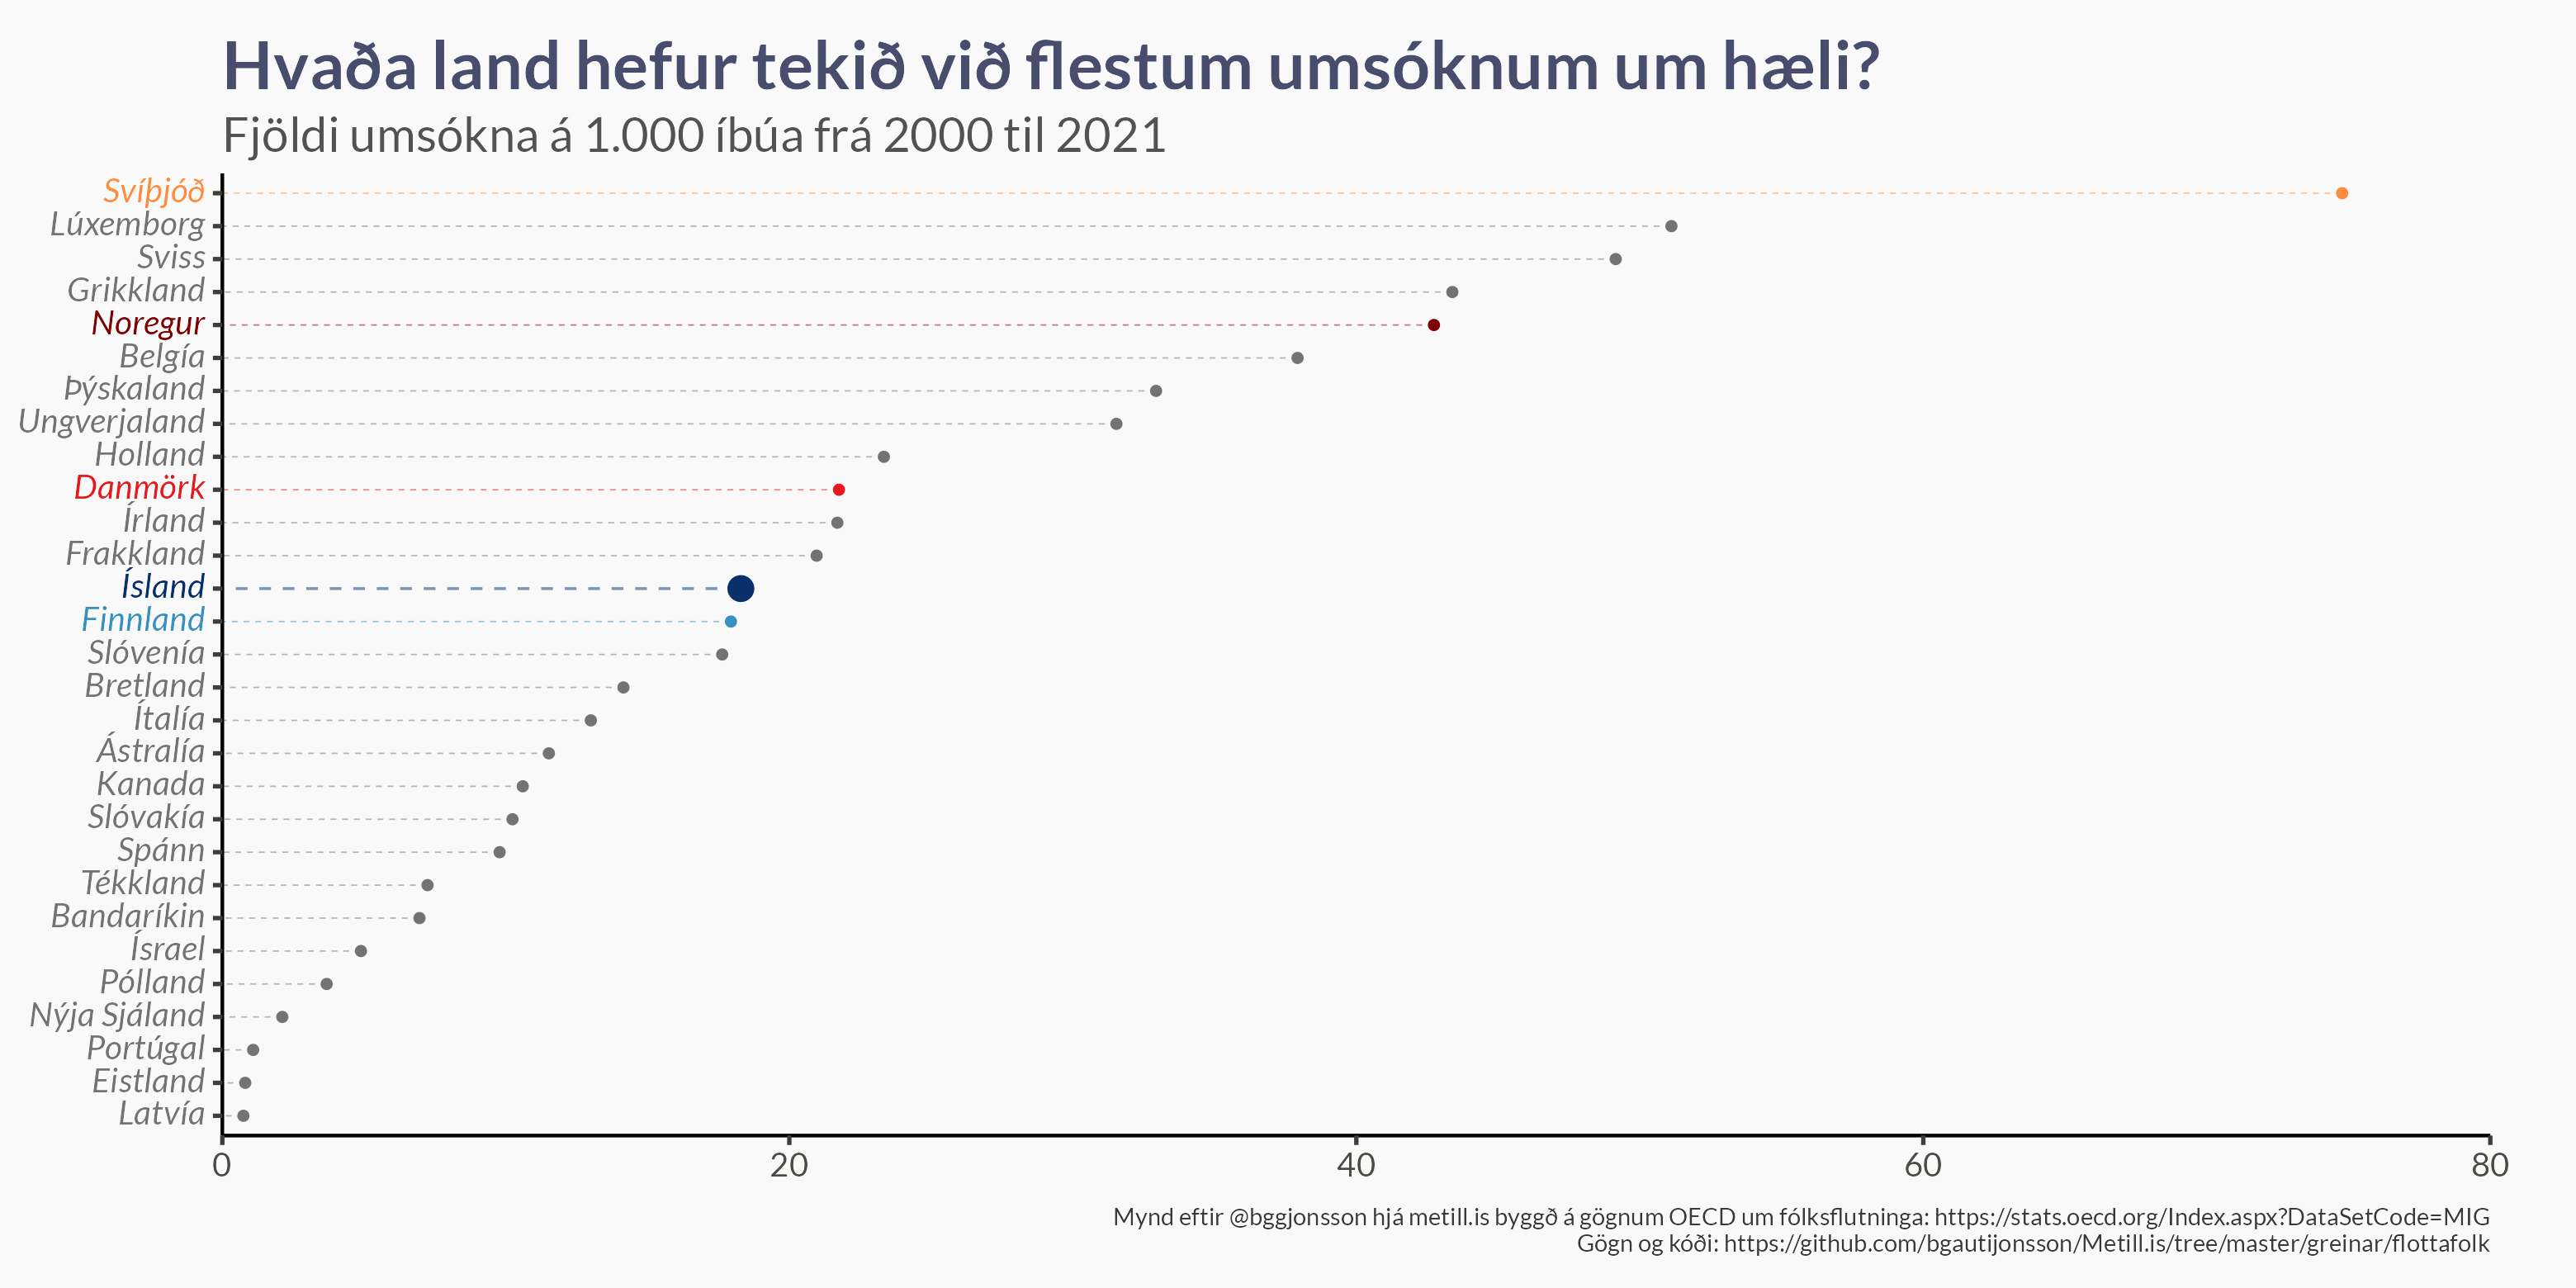 Hvaða land hefur tekið við flestum umsóknum um hæli?
Fjöldi umsókna á 1.000 íbúa frá 2000 til 2021
Svíþjóð
Lúxemborg
Sviss
Grikkland
Noregur
Belgía
Þýskaland
Ungverjaland
Holland
Danmörk
Írland
Frakkland
Ísland
Finnland
Slóvenía
Bretland
Ítalía
Ástralía
Kanada
Slóvakía
Spánn
Tékkland
Bandaríkin
Ísrael
Pólland
Nýja Sjáland
Portúgal
Eistland
Latvía
0 20 40 60 80
Mynd eftir @bggjonsson hjá metill.is byggð á gögnum OECD um fólksflutninga: https://stats.oecd.org/Index.aspx?DataSetCode=MIG
Gögn og kóði: https://github.com/bgautijonsson/Metill.is/tree/master/greinar/flottafolk